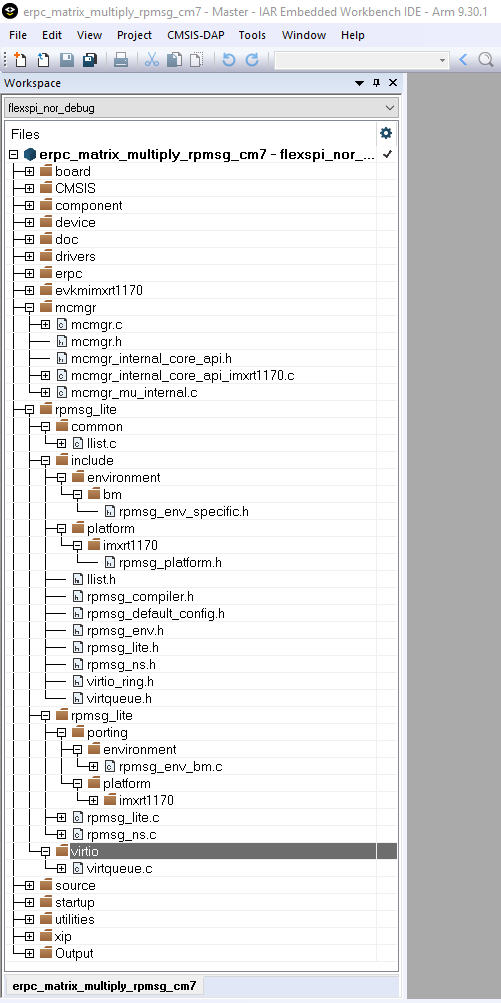 erpc_matrix_multiply_rpmsg_cm7 - Master - IAR Embedded Workbench IDE - Arm 9.30.1
File Edit View Project CMSIS-DAP Tools Window Help
Workspace
flexspi_nor_debug
Files
erpc_matrix_multiply_rpmsg_cm7 - flexspi_nor_...
board
CMSIS
component
device
doc
drivers
erpc
evkmimxrt1170
mcmgr
mcmgr.c
mcmgr.h
mcmgr_internal_core_api.h
mcmgr_internal_core_api_imxrt1170.c
mcmgr_mu_internal.c
rpmsg_lite
common
llist.c
include
environment
bm
rpmsg_env_specific.h
platform
imxrt1170
rpmsg_platform.h
llist.h
rpmsg_compiler.h
rpmsg_default_config.h
rpmsg_env.h
rpmsg_lite.h
rpmsg_ns.h
virtio_ring.h
virtqueue.h
rpmsg_lite
porting
environment
rpmsg_env_bm.c
platform
imxrt1170
rpmsg_lite.c
rpmsg_ns.c
virtio
virtqueue.c
source
startup
utilities
xip
Output
erpc_matrix_multiply_rpmsg_cm7